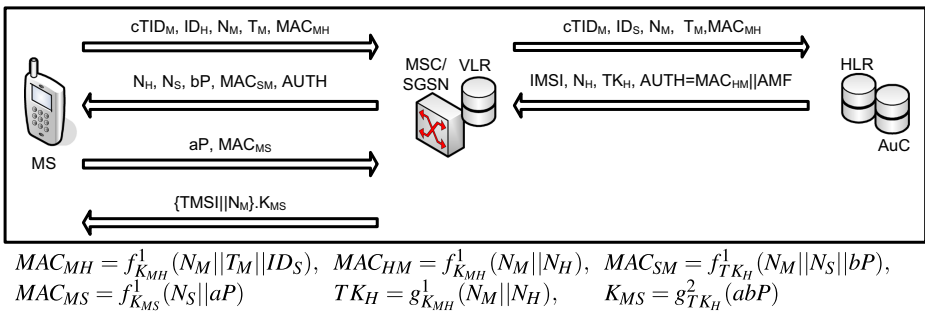 cTID_M, ID_H, N_M, T_M, MAC_MH
cTID_M, ID_S, N_M, T_M,MAC_MH
N_H, N_S, bP, MAC_SM, AUTH
MSC/
SGSN
VLR
IMSI, N_H, TK_H, AUTH=MAC_HM||AMF
HLR
AuC
MS
aP, MAC_MS
{TMSI||N_M}.K_MS
MAC_MH = f^1_{K_MH}(N_M||T_M||ID_S), MAC_HM = f^1_{K_MH}(N_M||N_H), MAC_SM = f^1_{TK_H}(N_M||N_S||bP),
MAC_MS = f^1_{K_MS}(N_S||aP) TK_H = g^1_{K_MH}(N_M||N_H), K_MS = g^2_{TK_H}(abP)